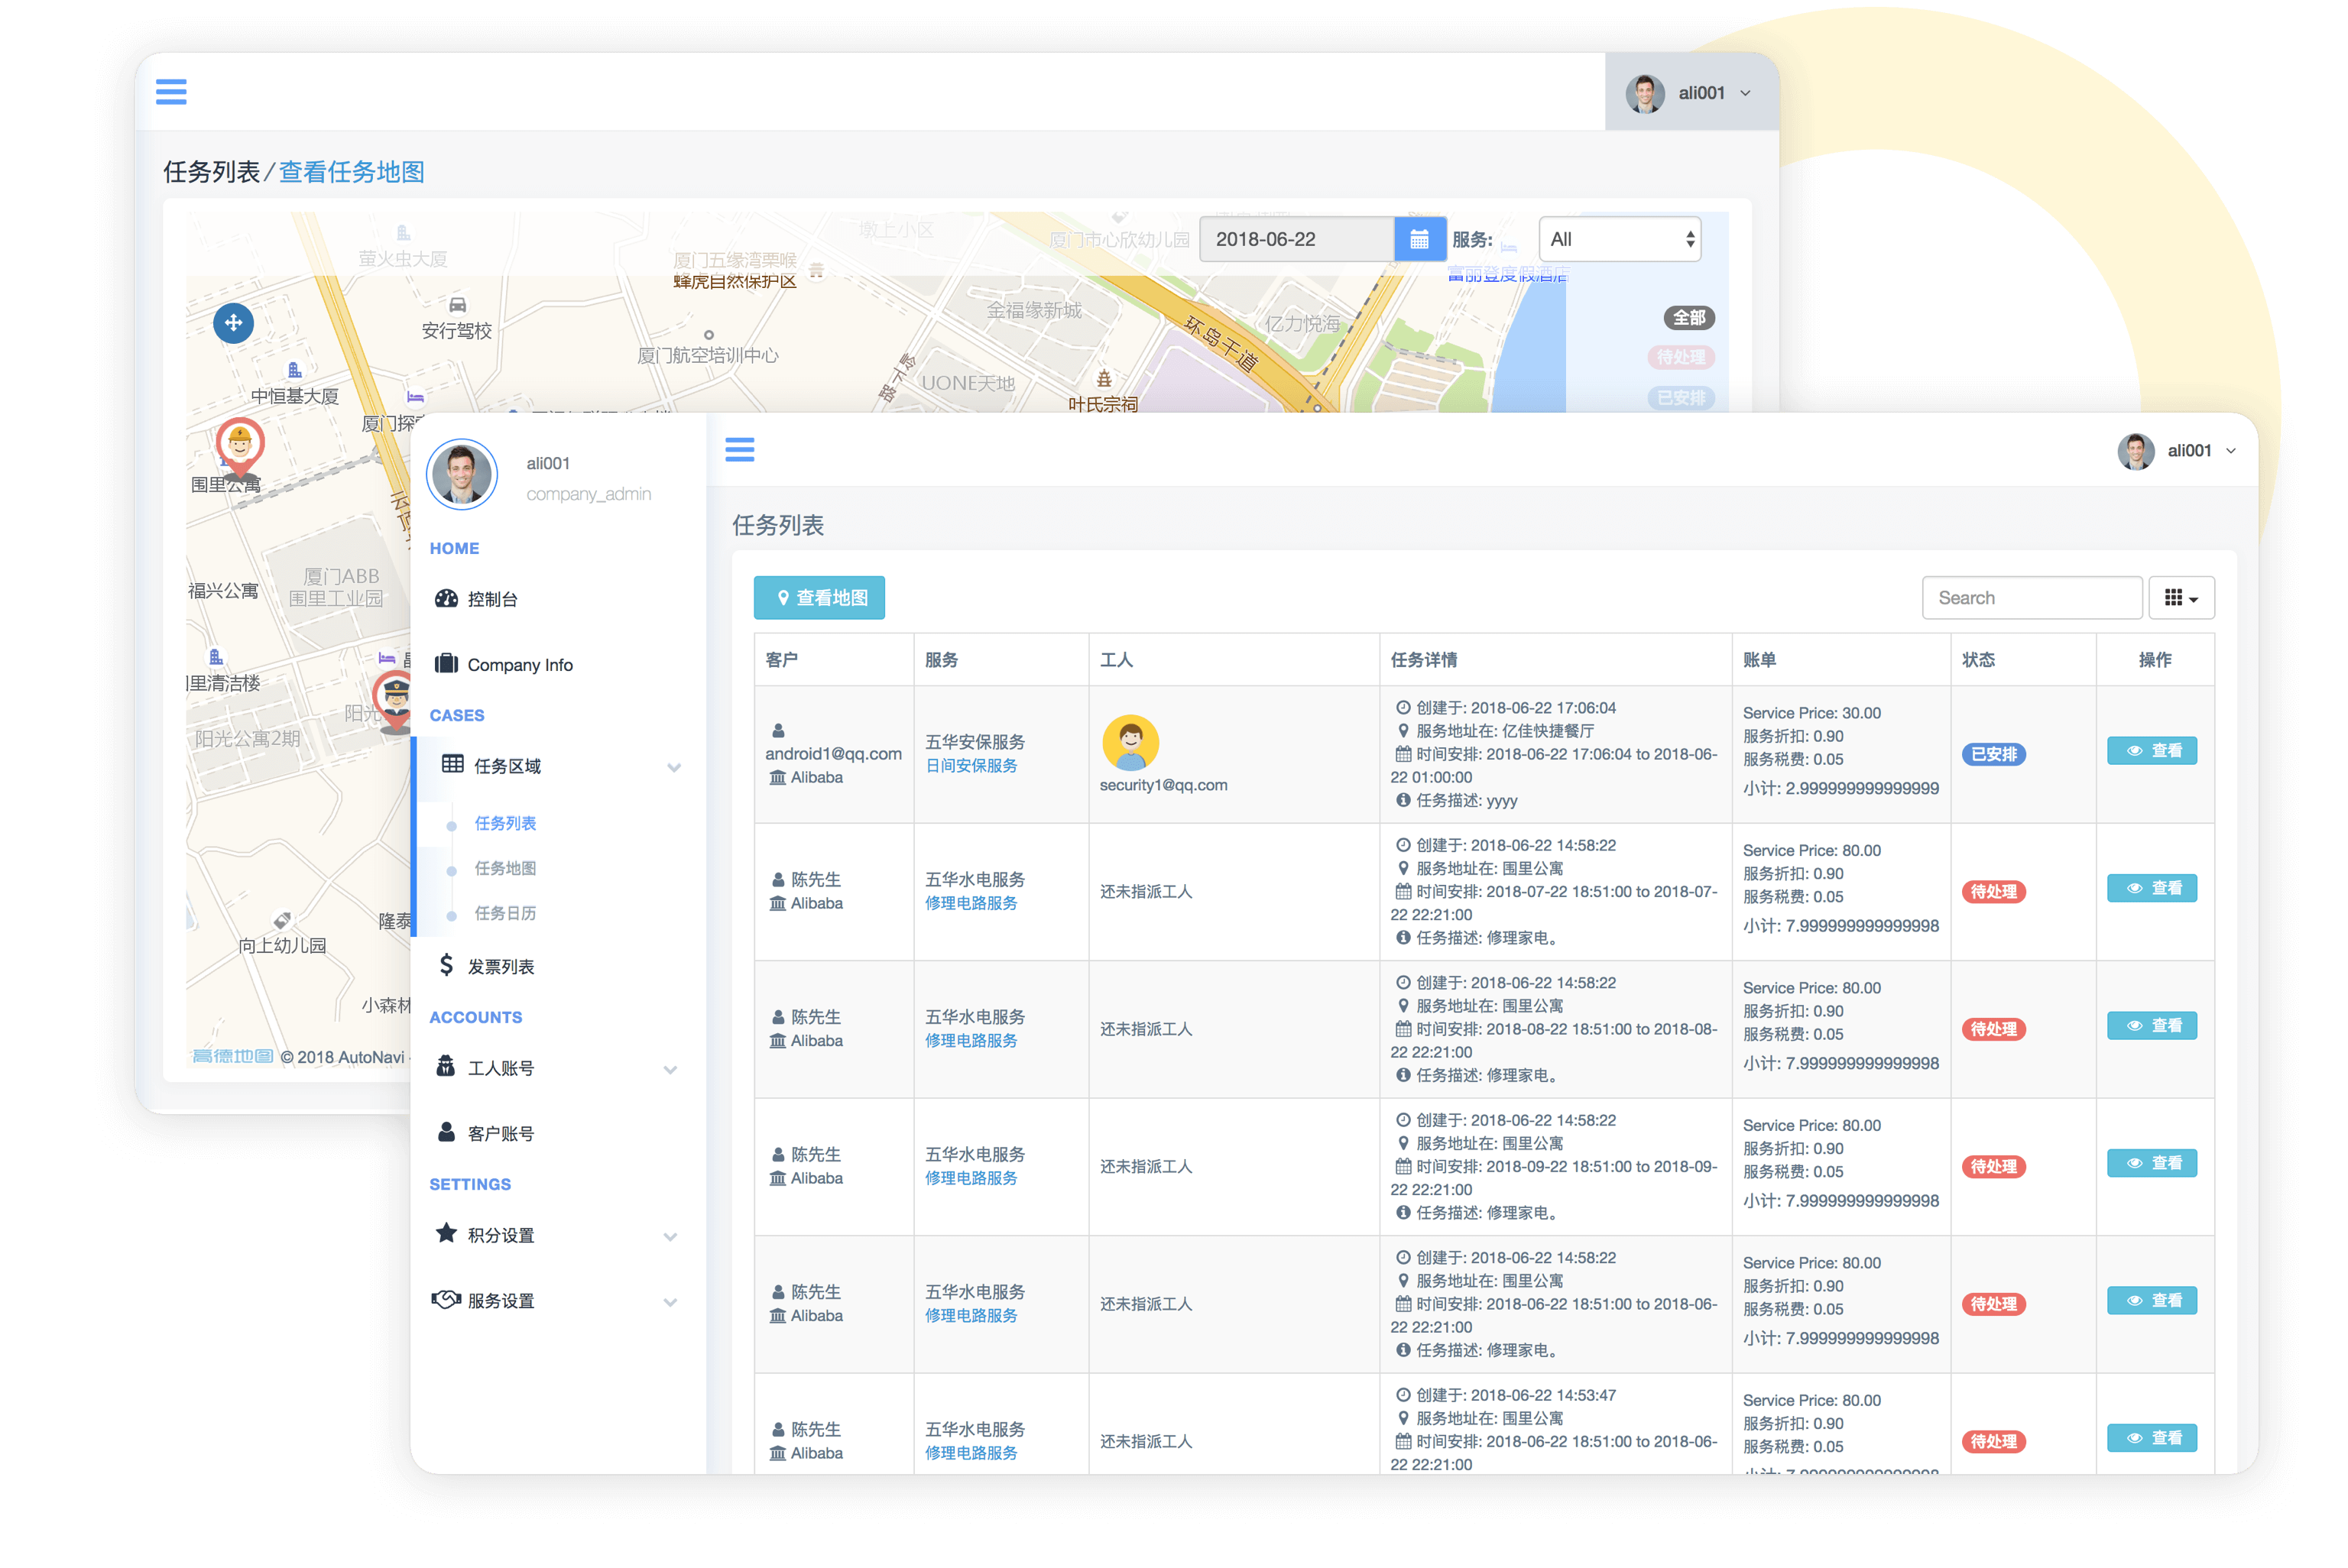 ali001
任务列表/查看任务地图
墩上小区
厦门市心欣幼儿园
2018-06-22
服务:
All
萤火虫大厦
厦门五缘湾栗喉
蜂虎自然保护区
富丽登度假酒店
金福缘新城
亿力悦海
环岛干道
全部
安行驾校
厦门航空培训中心
UONE天地
待处理
中恒基大厦
叶氏宗祠
已安排
围里公寓
厦门ABB
围里工业园
福兴公寓
里清洁楼
阳光
阳光公寓2期
隆泰
向上幼儿园
小森林
高德地图 © 2018 AutoNavi
ali001
company_admin
HOME
控制台
Company Info
CASES
任务区域
任务列表
任务地图
任务日历
发票列表
ACCOUNTS
工人账号
客户账号
SETTINGS
积分设置
服务设置
ali001
任务列表
查看地图
Search
客户 服务 工人 任务详情 账单 状态 操作
android1@qq.com
Alibaba
五华安保服务
日间安保服务
security1@qq.com
创建于: 2018-06-22 17:06:04
服务地址在: 亿佳快捷餐厅
时间安排: 2018-06-22 17:06:04 to 2018-06-
22 01:00:00
任务描述: yyyy
Service Price: 30.00
服务折扣: 0.90
服务税费: 0.05
小计: 2.999999999999999
已安排
查看
陈先生
Alibaba
五华水电服务
修理电路服务
还未指派工人
创建于: 2018-06-22 14:58:22
服务地址在: 围里公寓
时间安排: 2018-07-22 18:51:00 to 2018-07-
22 22:21:00
任务描述: 修理家电。
Service Price: 80.00
服务折扣: 0.90
服务税费: 0.05
小计: 7.999999999999998
待处理
查看
陈先生
Alibaba
五华水电服务
修理电路服务
还未指派工人
创建于: 2018-06-22 14:58:22
服务地址在: 围里公寓
时间安排: 2018-08-22 18:51:00 to 2018-08-
22 22:21:00
任务描述: 修理家电。
Service Price: 80.00
服务折扣: 0.90
服务税费: 0.05
小计: 7.999999999999998
待处理
查看
陈先生
Alibaba
五华水电服务
修理电路服务
还未指派工人
创建于: 2018-06-22 14:58:22
服务地址在: 围里公寓
时间安排: 2018-09-22 18:51:00 to 2018-09-
22 22:21:00
任务描述: 修理家电。
Service Price: 80.00
服务折扣: 0.90
服务税费: 0.05
小计: 7.999999999999998
待处理
查看
陈先生
Alibaba
五华水电服务
修理电路服务
还未指派工人
创建于: 2018-06-22 14:58:22
服务地址在: 围里公寓
时间安排: 2018-06-22 18:51:00 to 2018-06-
22 22:21:00
任务描述: 修理家电。
Service Price: 80.00
服务折扣: 0.90
服务税费: 0.05
小计: 7.999999999999998
待处理
查看
陈先生
Alibaba
五华水电服务
修理电路服务
还未指派工人
创建于: 2018-06-22 14:53:47
服务地址在: 围里公寓
时间安排: 2018-06-22 18:51:00 to 2018-06-
22 22:21:00
Service Price: 80.00
服务折扣: 0.90
服务税费: 0.05
待处理
查看